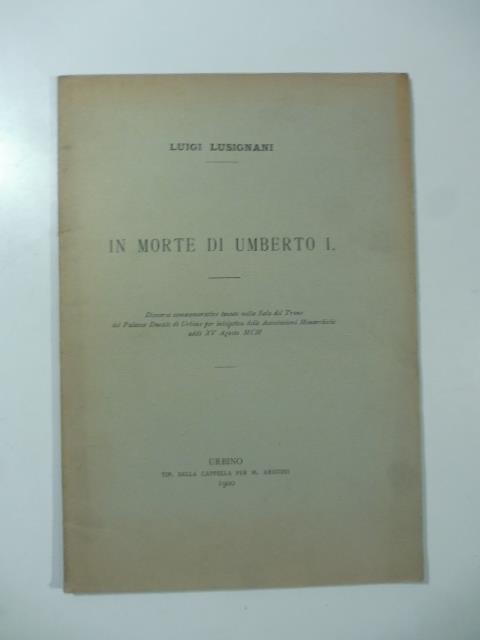 LUIGI LUSIGNANI
IN MORTE DI UMBERTO I.
Discorso commemorativo tenuto nella Sala del Trono
del Palazzo Ducale di Urbino per iniziativa delle Associazioni Monarchiche
addì XV Agosto MCM
URBINO
TIP. DELLA CAPPELLA PER M. ARDUINI
1900